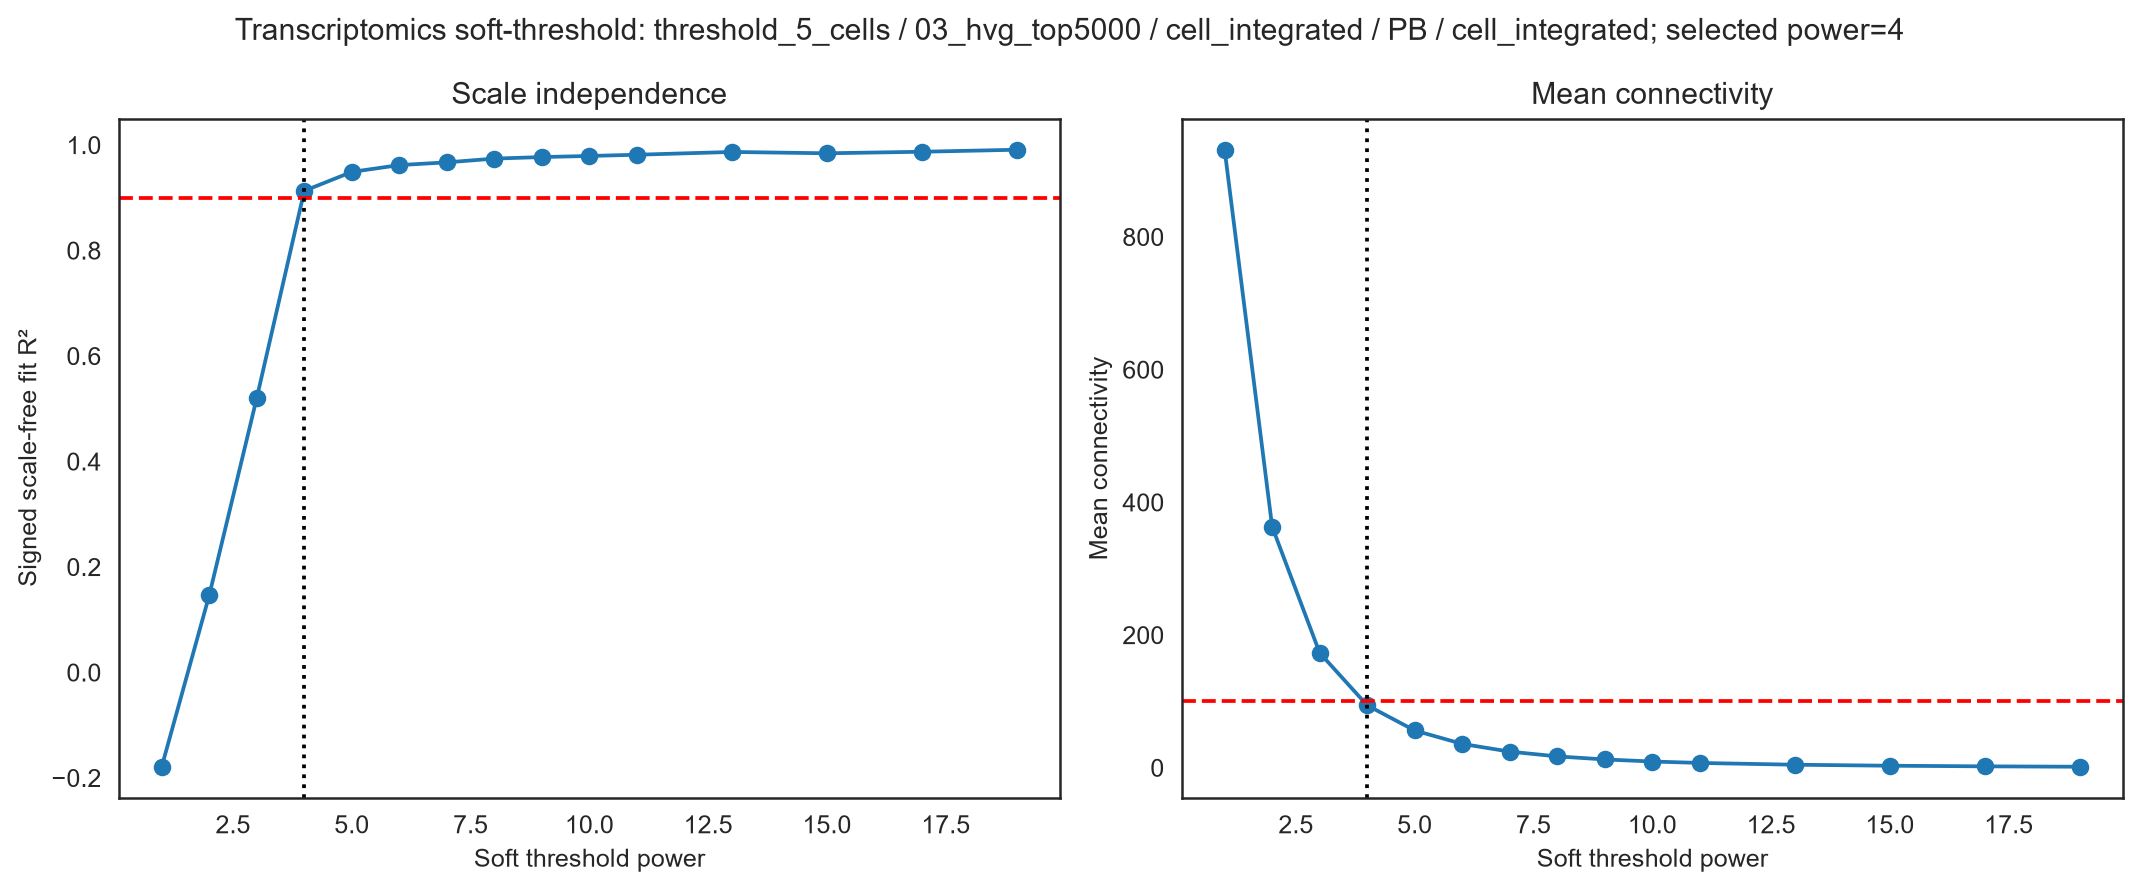 Transcriptomics soft-threshold: threshold_5_cells / 03_hvg_top5000 / cell_integrated / PB / cell_integrated; selected power=4
Scale independence
Signed scale-free fit R²
1.0
0.8
0.6
0.4
0.2
0.0
−0.2
2.5 5.0 7.5 10.0 12.5 15.0 17.5
Soft threshold power
Mean connectivity
Mean connectivity
800
600
400
200
0
2.5 5.0 7.5 10.0 12.5 15.0 17.5
Soft threshold power